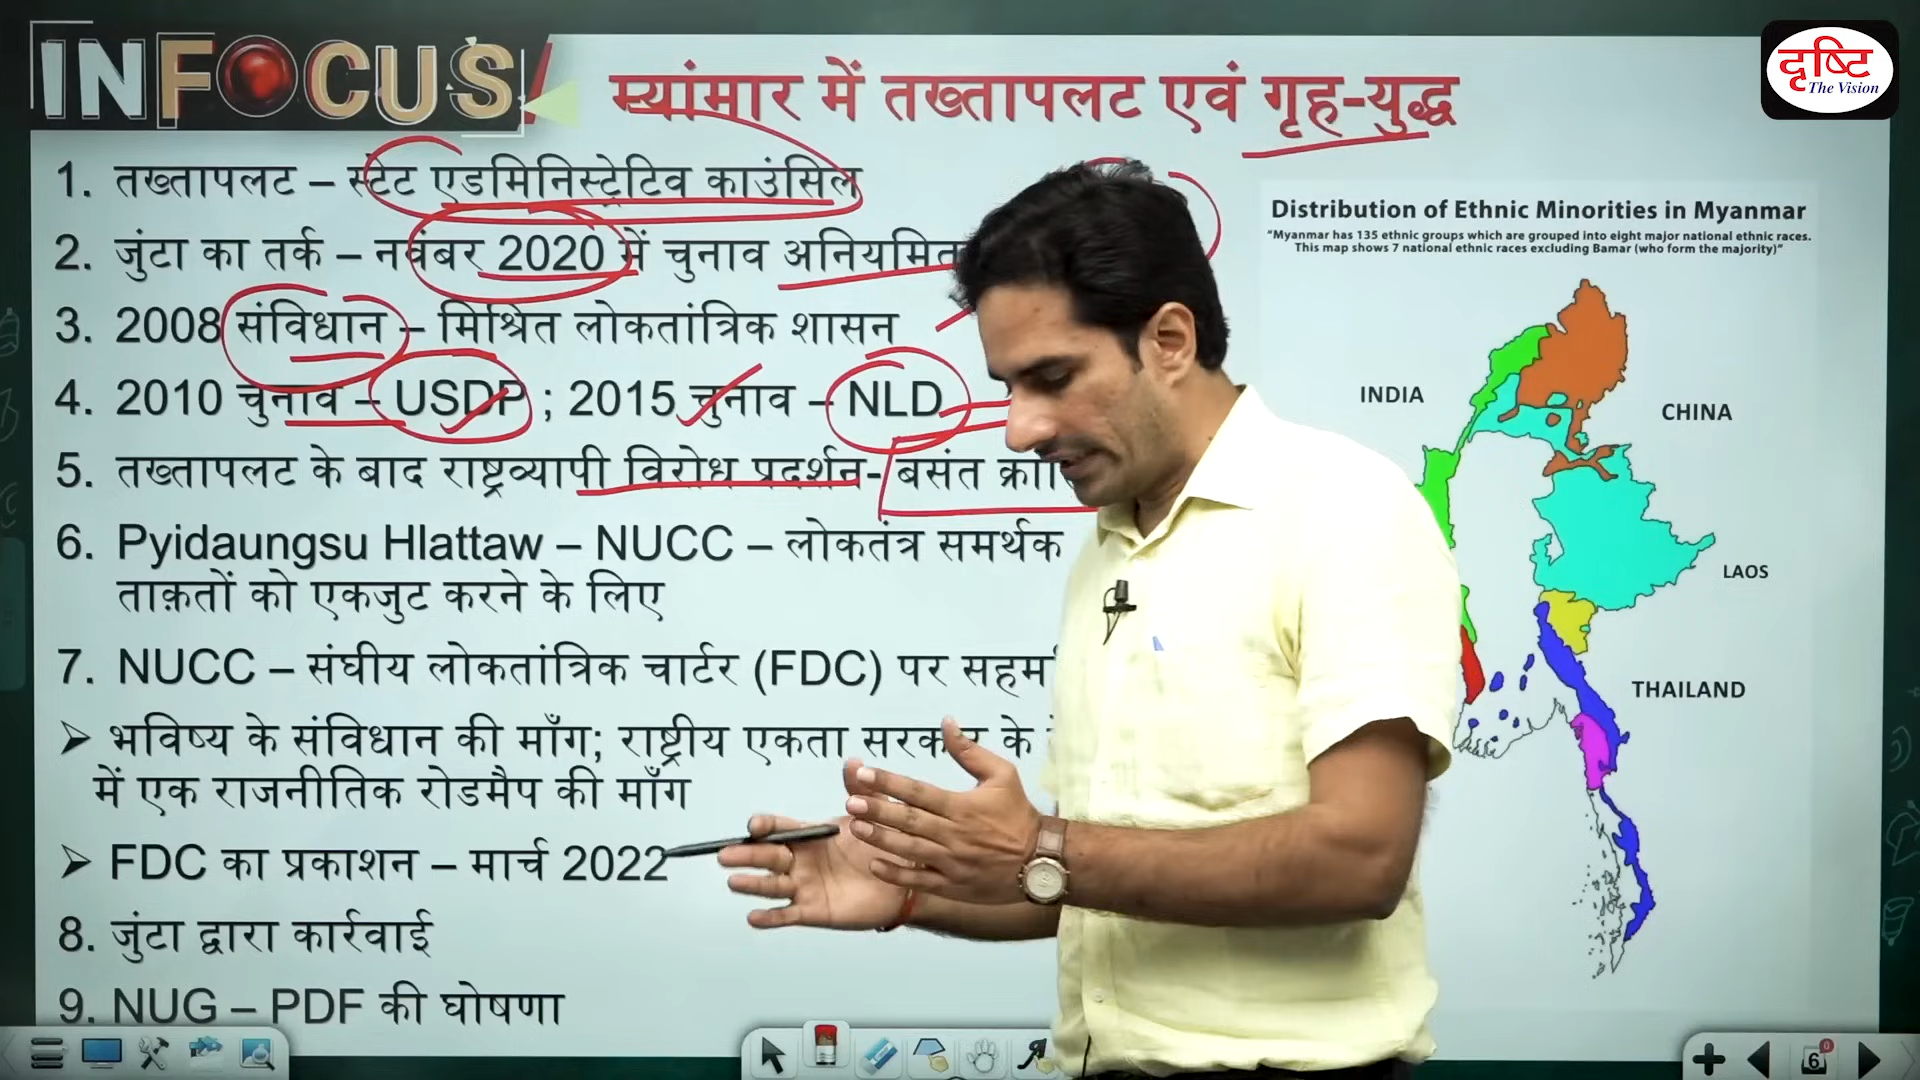 INFOCUS
म्यांमार में तख्तापलट एवं गृह-युद्ध
दृष्टि
The Vision
1. तख्तापलट – स्टेट एडमिनिस्ट्रेटिव काउंसिल
2. जुंटा का तर्क – नवंबर 2020 में चुनाव अनियमित
3. 2008 संविधान – मिश्रित लोकतांत्रिक शासन
4. 2010 चुनाव – USDP ; 2015 चुनाव – NLD
5. तख्तापलट के बाद राष्ट्रव्यापी विरोध प्रदर्शन- बसंत
6. Pyidaungsu Hlattaw – NUCC – लोकतंत्र समर्थक
ताक़तों को एकजुट करने के लिए
7. NUCC – संघीय लोकतांत्रिक चार्टर (FDC) पर
➢ भविष्य के संविधान की माँग; राष्ट्रीय एकता सरकार के
में एक राजनीतिक रोडमैप की माँग
➢ FDC का प्रकाशन – मार्च 2022
8. जुंटा द्वारा कार्रवाई
9. NUG – PDF की घोषणा
Distribution of Ethnic Minorities in Myanmar
"Myanmar has 135 ethnic groups which are grouped into eight major national ethnic races.
This map shows 7 national ethnic races excluding Bamar (who form the majority)"
INDIA
CHINA
LAOS
THAILAND
6
0